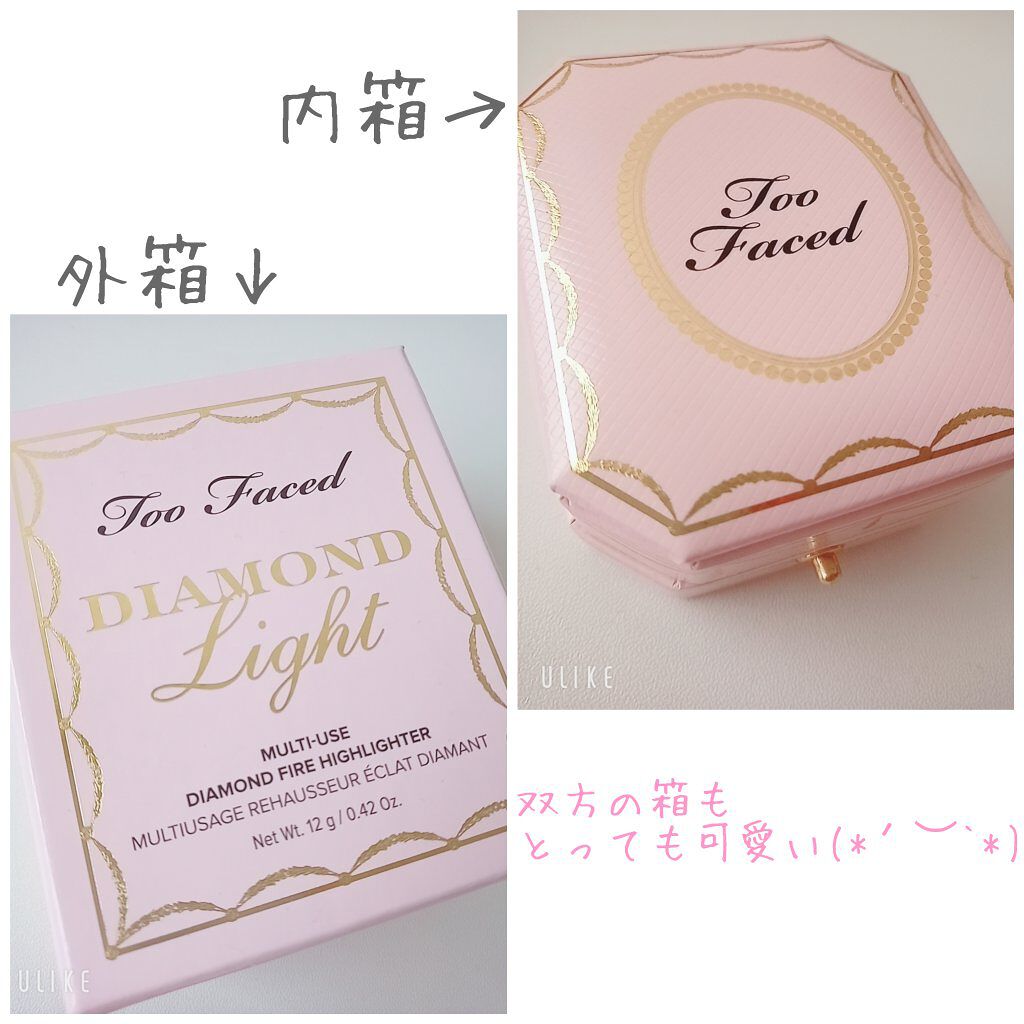 内箱→
外箱↓
Too
Faced
ULIKE
Too Faced
DIAMOND
Light
MULTI-USE
DIAMOND FIRE HIGHLIGHTER
MULTIUSAGE REHAUSSEUR ÉCLAT DIAMANT
Net Wt. 12 g / 0.42 Oz.
ULIKE
双方の箱も
とっても可愛い(*´︶`*)